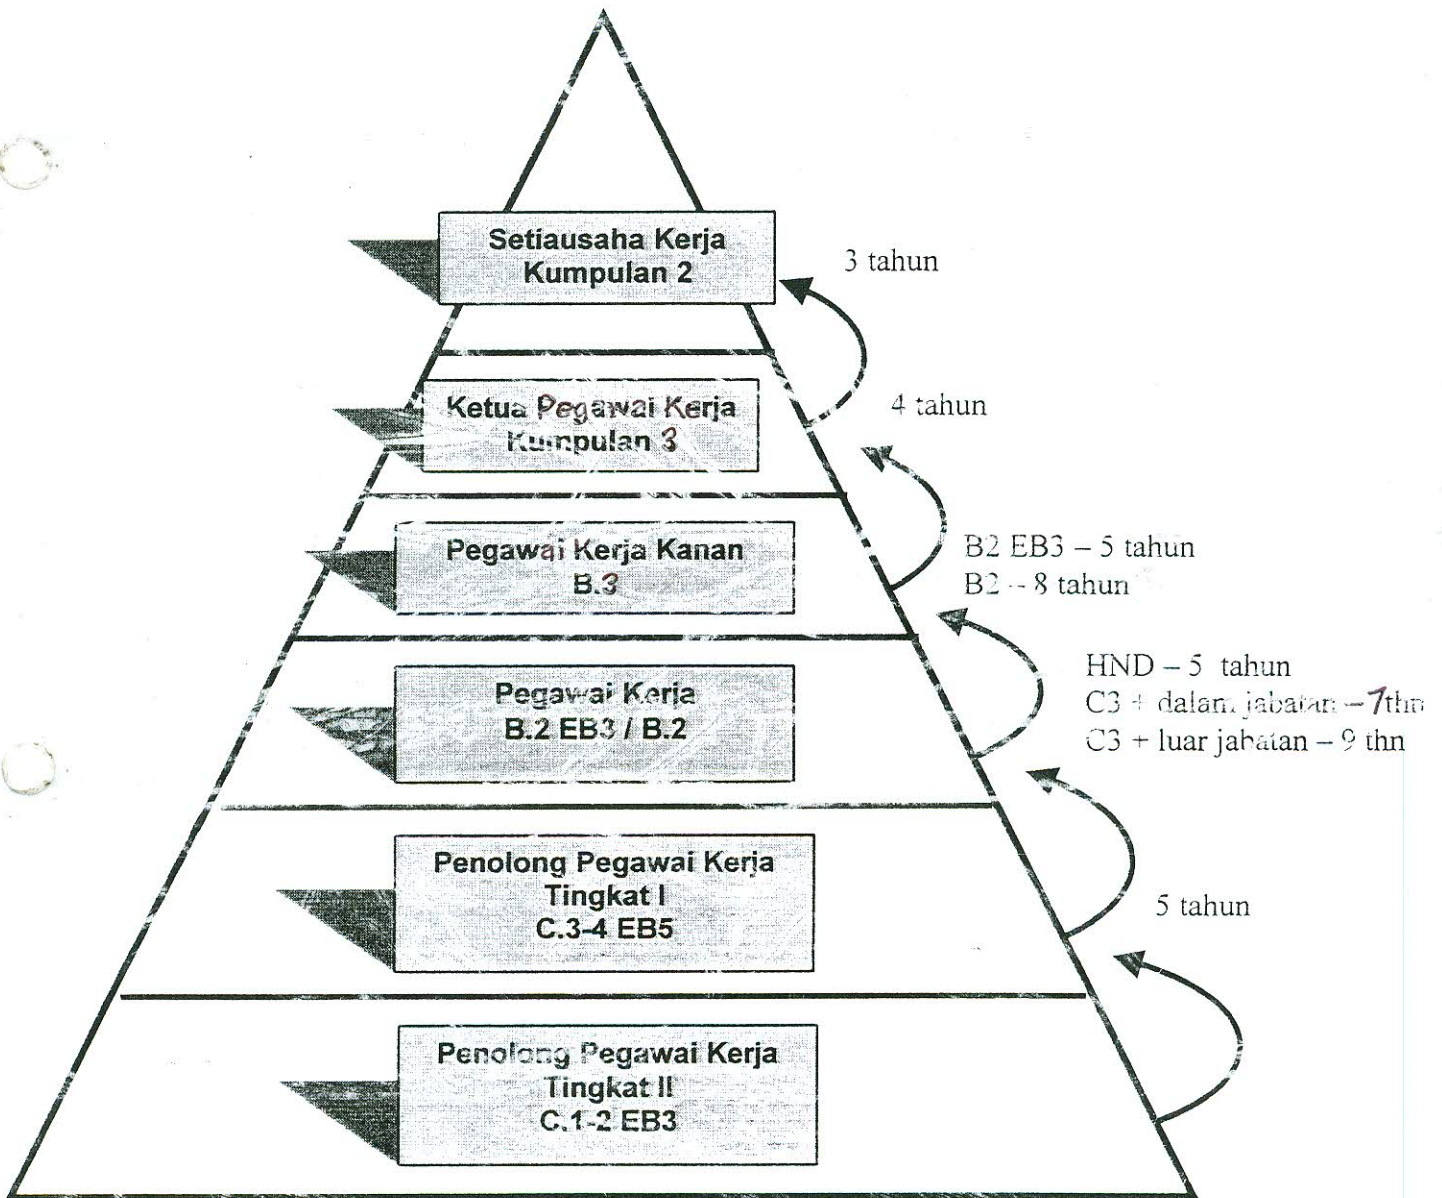 Setiausaha Kerja
Kumpulan 2
3 tahun
Ketua Pegawai Kerja
Kumpulan 3
4 tahun
Pegawai Kerja Kanan
B.3
B2 EB3 – 5 tahun
B2 – 8 tahun
Pegawai Kerja
B.2 EB3 / B.2
HND – 5 tahun
C3 + dalam jabatan – 7thn
C3 + luar jabatan – 9 thn
Penolong Pegawai Kerja
Tingkat I
C.3-4 EB5
5 tahun
Penolong Pegawai Kerja
Tingkat II
C.1-2 EB3